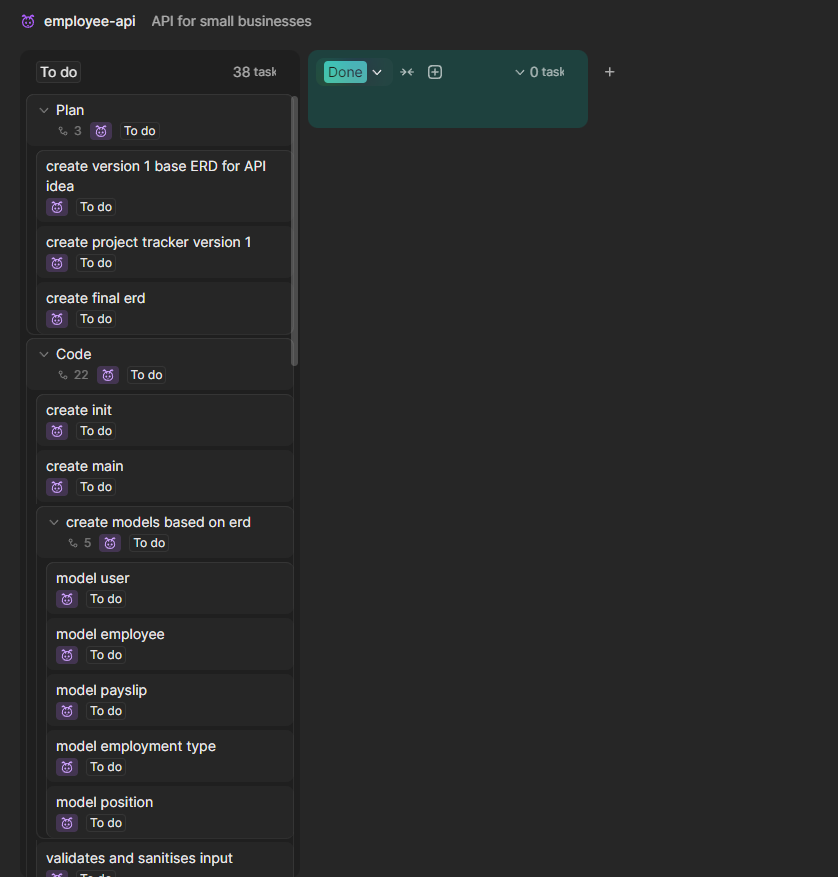 employee-api API for small businesses
To do 38 task
Done 0 task
Plan
3 To do
create version 1 base ERD for API
idea
To do
create project tracker version 1
To do
create final erd
To do
Code
22 To do
create init
To do
create main
To do
create models based on erd
5 To do
model user
To do
model employee
To do
model payslip
To do
model employment type
To do
model position
To do
validates and sanitises input
To do